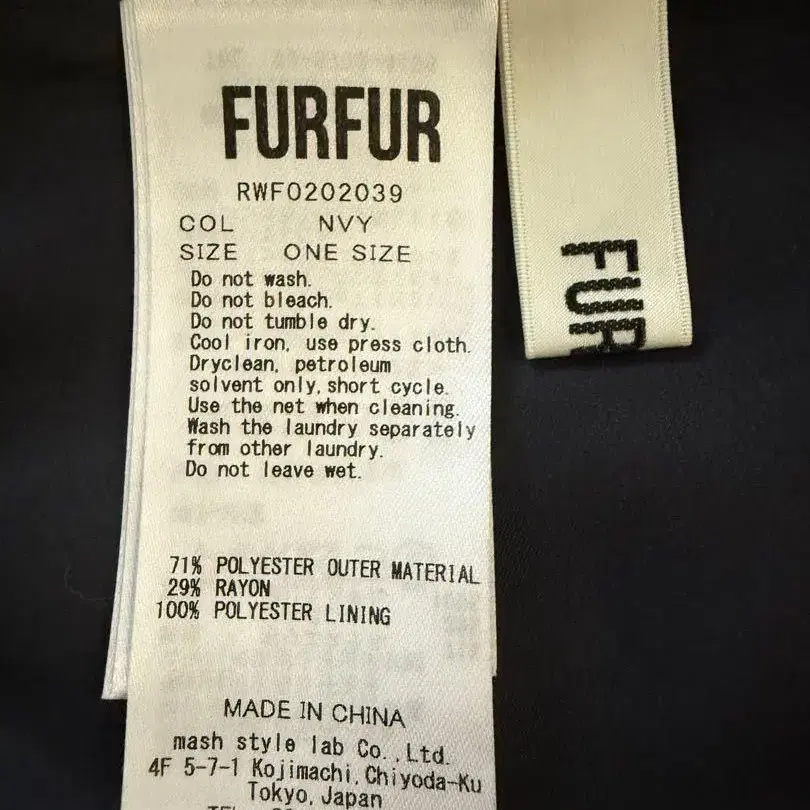 FURFUR
RWF0202039
COL NVY
SIZE ONE SIZE
Do not wash.
Do not bleach.
Do not tumble dry.
Cool iron, use press cloth.
Dryclean, petroleum
solvent only, short cycle.
Use the net when cleaning.
Wash the laundry separately
from other laundry.
Do not leave wet.
71% POLYESTER OUTER MATERIAL
29% RAYON
100% POLYESTER LINING
MADE IN CHINA
mash style lab Co., Ltd.
4F 5-7-1 Kojimachi, Chiyoda-Ku
Tokyo, Japan
FUR